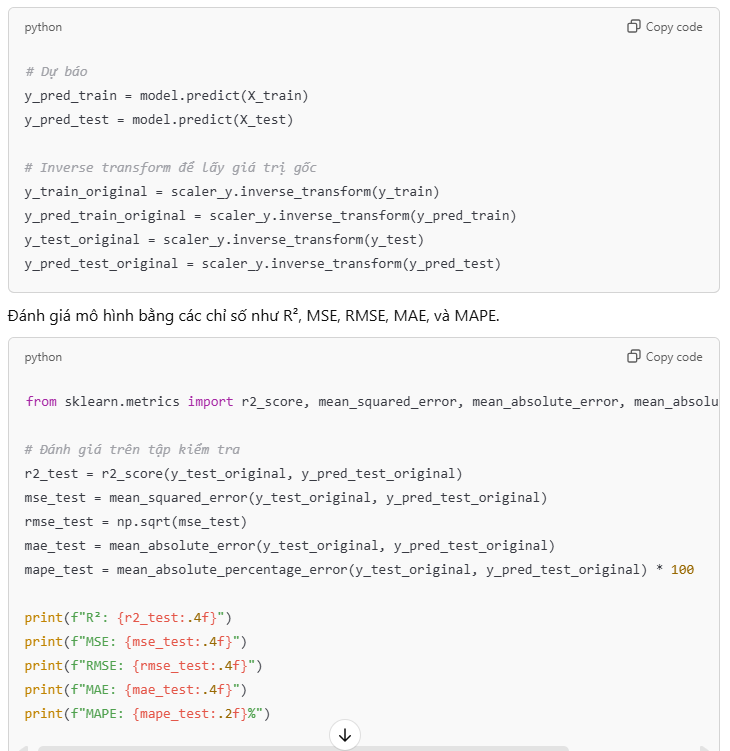 python
Copy code
# Dự báo
y_pred_train = model.predict(X_train)
y_pred_test = model.predict(X_test)
# Inverse transform để lấy giá trị gốc
y_train_original = scaler_y.inverse_transform(y_train)
y_pred_train_original = scaler_y.inverse_transform(y_pred_train)
y_test_original = scaler_y.inverse_transform(y_test)
y_pred_test_original = scaler_y.inverse_transform(y_pred_test)
Đánh giá mô hình bằng các chỉ số như R², MSE, RMSE, MAE, và MAPE.
python
Copy code
from sklearn.metrics import r2_score, mean_squared_error, mean_absolute_error, mean_absolu
# Đánh giá trên tập kiểm tra
r2_test = r2_score(y_test_original, y_pred_test_original)
mse_test = mean_squared_error(y_test_original, y_pred_test_original)
rmse_test = np.sqrt(mse_test)
mae_test = mean_absolute_error(y_test_original, y_pred_test_original)
mape_test = mean_absolute_percentage_error(y_test_original, y_pred_test_original) * 100
print(f"R²: {r2_test:.4f}")
print(f"MSE: {mse_test:.4f}")
print(f"RMSE: {rmse_test:.4f}")
print(f"MAE: {mae_test:.4f}")
print(f"MAPE: {mape_test:.2f}%")